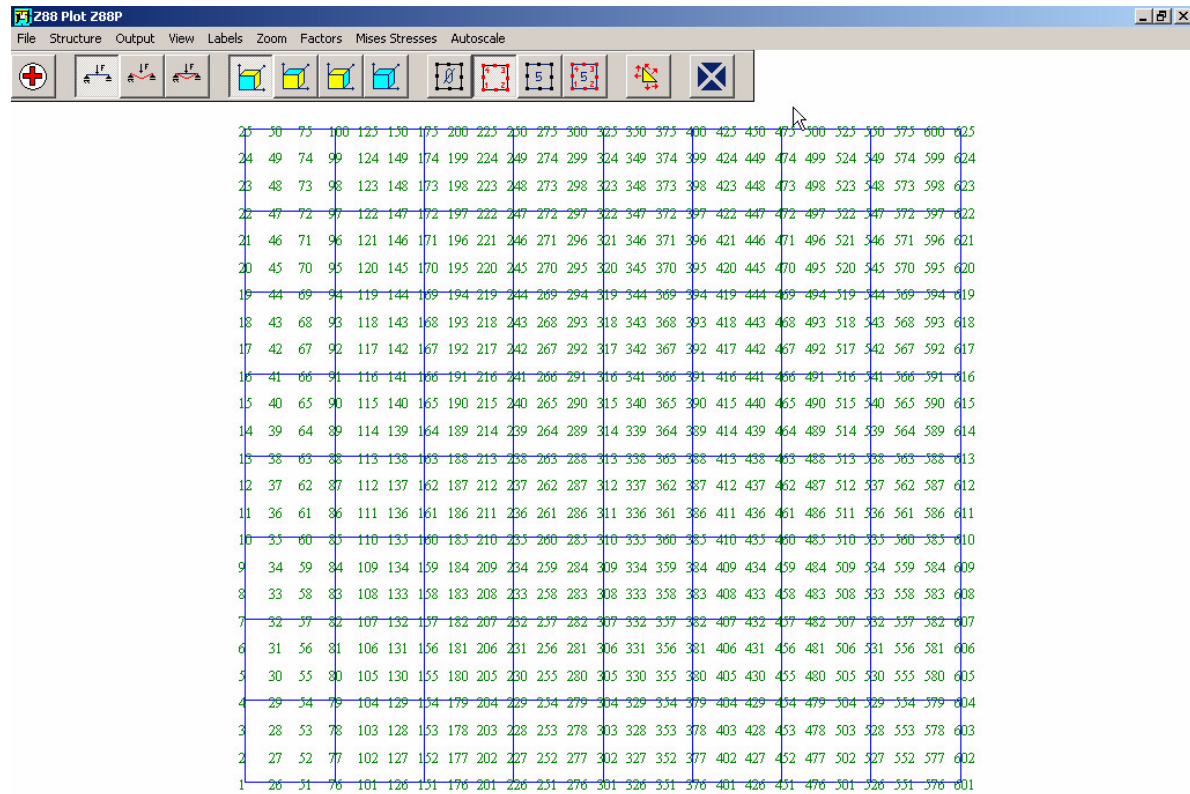 Z88 Plot Z88P
File Structure Output View Labels Zoom Factors Mises Stresses Autoscale
F F F 0 4 3 1 2 5 4 3 5 1 2
25 50 75 100 125 150 175 200 225 250 275 300 325 350 375 400 425 450 475 500 525 550 575 600 625
24 49 74 99 124 149 174 199 224 249 274 299 324 349 374 399 424 449 474 499 524 549 574 599 624
23 48 73 98 123 148 173 198 223 248 273 298 323 348 373 398 423 448 473 498 523 548 573 598 623
22 47 72 97 122 147 172 197 222 247 272 297 322 347 372 397 422 447 472 497 522 547 572 597 622
21 46 71 96 121 146 171 196 221 246 271 296 321 346 371 396 421 446 471 496 521 546 571 596 621
20 45 70 95 120 145 170 195 220 245 270 295 320 345 370 395 420 445 470 495 520 545 570 595 620
19 44 69 94 119 144 169 194 219 244 269 294 319 344 369 394 419 444 469 494 519 544 569 594 619
18 43 68 93 118 143 168 193 218 243 268 293 318 343 368 393 418 443 468 493 518 543 568 593 618
17 42 67 92 117 142 167 192 217 242 267 292 317 342 367 392 417 442 467 492 517 542 567 592 617
16 41 66 91 116 141 166 191 216 241 266 291 316 341 366 391 416 441 466 491 516 541 566 591 616
15 40 65 90 115 140 165 190 215 240 265 290 315 340 365 390 415 440 465 490 515 540 565 590 615
14 39 64 89 114 139 164 189 214 239 264 289 314 339 364 389 414 439 464 489 514 539 564 589 614
13 38 63 88 113 138 163 188 213 238 263 288 313 338 363 388 413 438 463 488 513 538 563 588 613
12 37 62 87 112 137 162 187 212 237 262 287 312 337 362 387 412 437 462 487 512 537 562 587 612
11 36 61 86 111 136 161 186 211 236 261 286 311 336 361 386 411 436 461 486 511 536 561 586 611
10 35 60 85 110 135 160 185 210 235 260 285 310 335 360 385 410 435 460 485 510 535 560 585 610
9 34 59 84 109 134 159 184 209 234 259 284 309 334 359 384 409 434 459 484 509 534 559 584 609
8 33 58 83 108 133 158 183 208 233 258 283 308 333 358 383 408 433 458 483 508 533 558 583 608
7 32 57 82 107 132 157 182 207 232 257 282 307 332 357 382 407 432 457 482 507 532 557 582 607
6 31 56 81 106 131 156 181 206 231 256 281 306 331 356 381 406 431 456 481 506 531 556 581 606
5 30 55 80 105 130 155 180 205 230 255 280 305 330 355 380 405 430 455 480 505 530 555 580 605
4 29 54 79 104 129 154 179 204 229 254 279 304 329 354 379 404 429 454 479 504 529 554 579 604
3 28 53 78 103 128 153 178 203 228 253 278 303 328 353 378 403 428 453 478 503 528 553 578 603
2 27 52 77 102 127 152 177 202 227 252 277 302 327 352 377 402 427 452 477 502 527 552 577 602
1 26 51 76 101 126 151 176 201 226 251 276 301 326 351 376 401 426 451 476 501 526 551 576 601